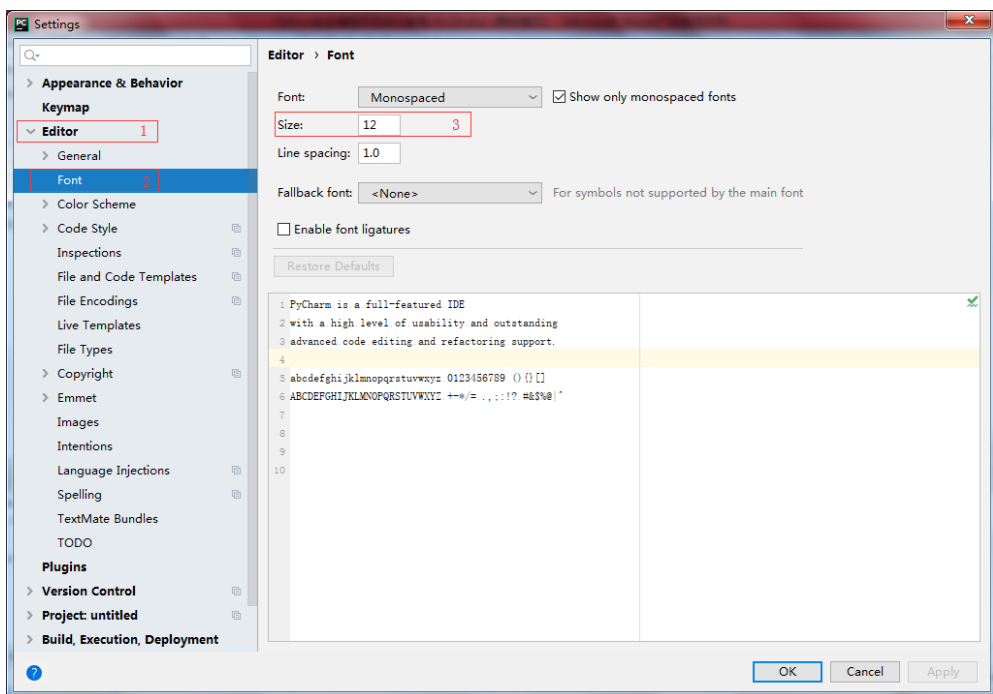 PC Settings
Appearance & Behavior
Keymap
Editor 1
General
Font 2
Color Scheme
Code Style
Inspections
File and Code Templates
File Encodings
Live Templates
File Types
Copyright
Emmet
Images
Intentions
Language Injections
Spelling
TextMate Bundles
TODO
Plugins
Version Control
Project: untitled
Build, Execution, Deployment
Editor › Font
Font: Monospaced Show only monospaced fonts
Size: 12 3
Line spacing: 1.0
Fallback font: <None> For symbols not supported by the main font
Enable font ligatures
Restore Defaults
1 PyCharm is a full-featured IDE
2 with a high level of usability and outstanding
3 advanced code editing and refactoring support.
4
5 abcdefghijklmnopqrstuvwxyz 0123456789 (){}[]
6 ABCDEFGHIJKLMNOPQRSTUVWXYZ +-*/= .,;:!? #&$%@|^
7
8
9
10
?
OK Cancel Apply